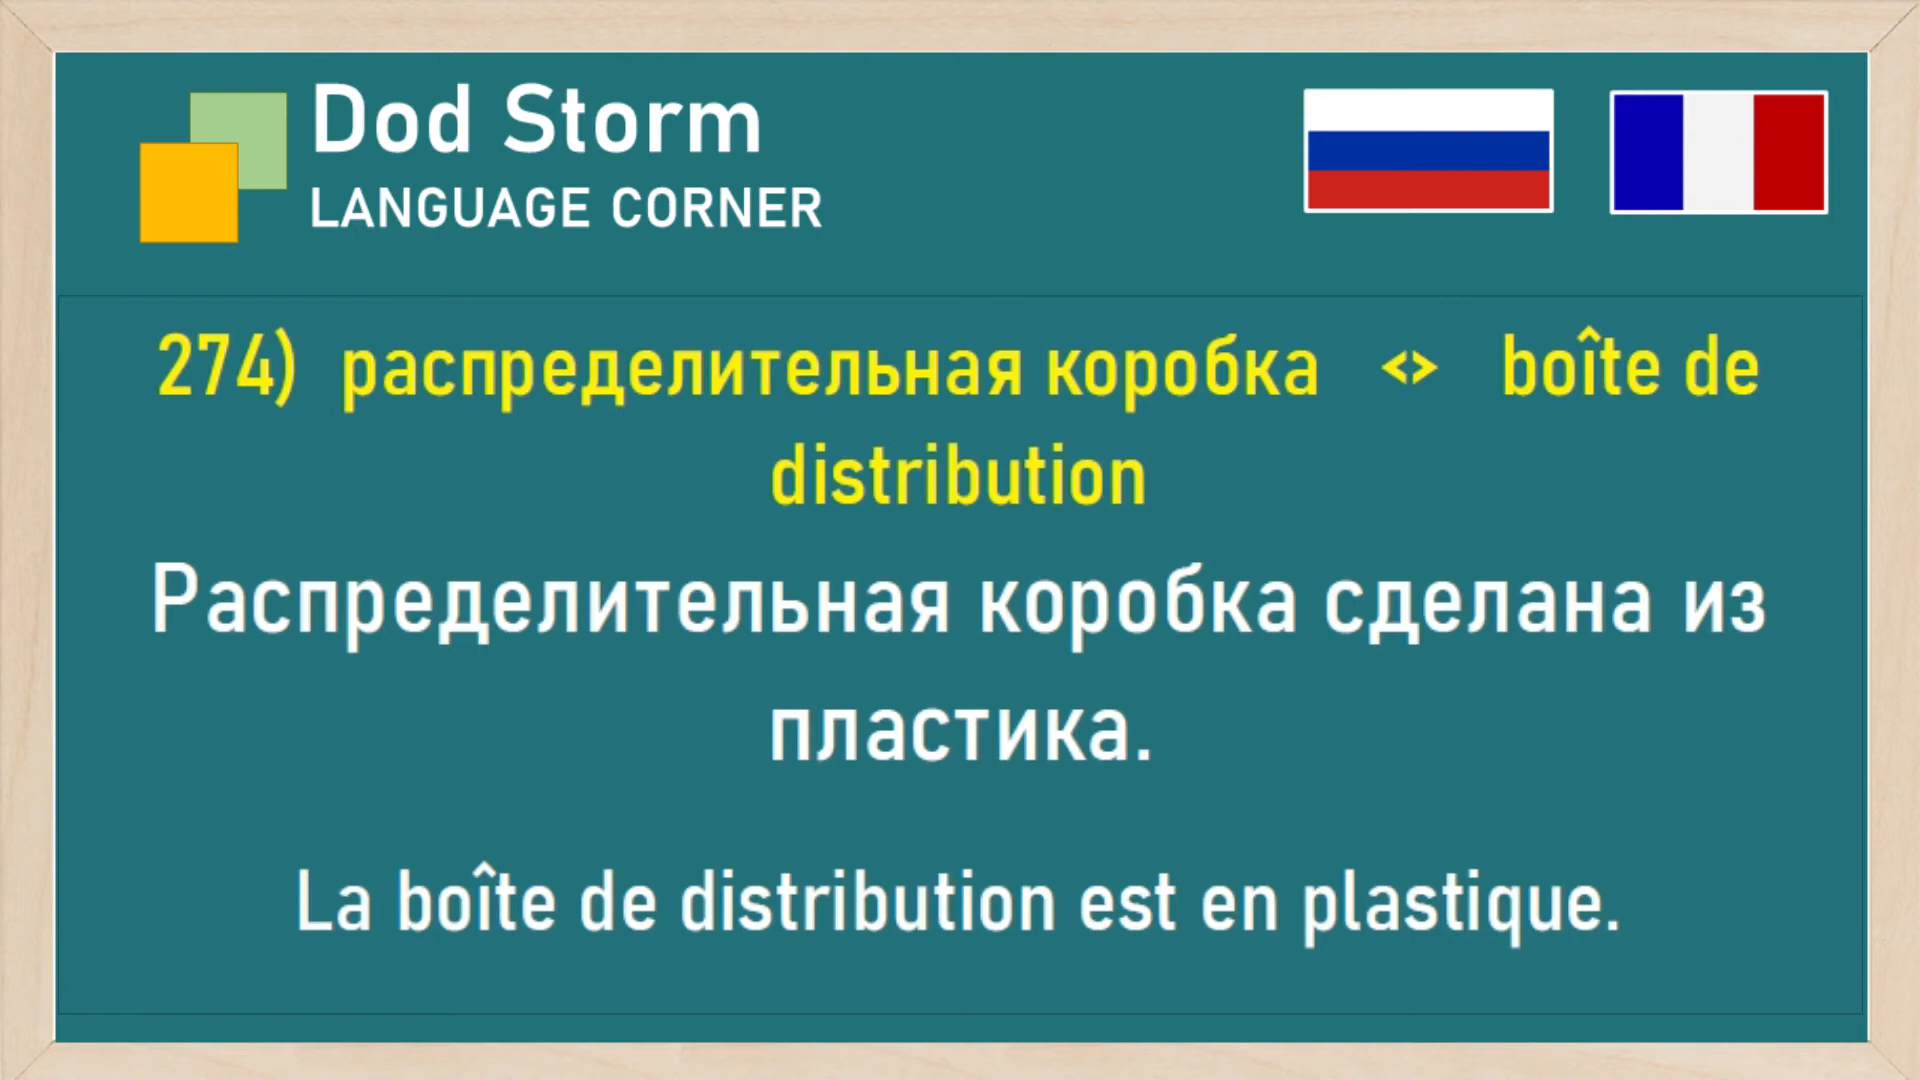 Dod Storm
LANGUAGE CORNER
274) распределительная коробка <> boîte de
distribution
Распределительная коробка сделана из
пластика.
La boîte de distribution est en plastique.